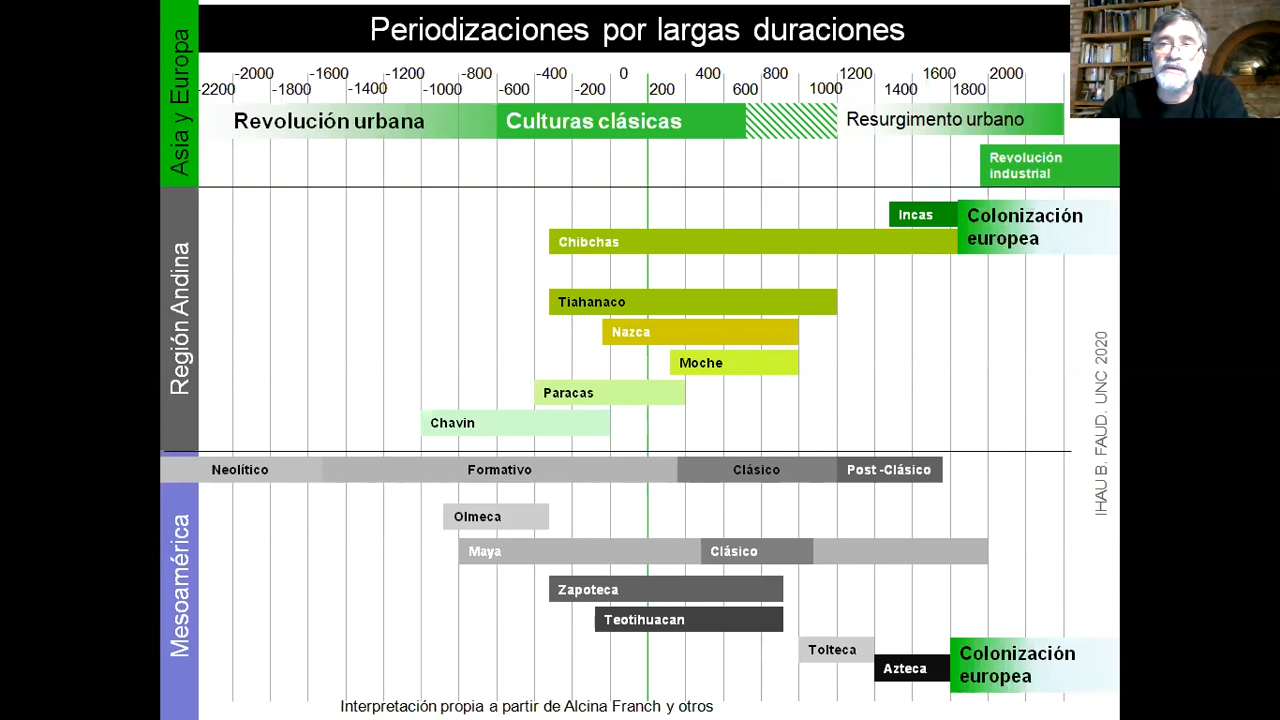 Periodizaciones por largas duraciones
-2000 -1600 -1200 -800 -400 0 400 800 1200 1600 2000
-2200 -1800 -1400 -1000 -600 -200 200 600 1000 1400 1800
Asia y Europa
Revolución urbana Culturas clásicas Resurgimiento urbano
Revolución
industrial
Región Andina
Incas
Colonización
europea
Chibchas
Tiahanaco
Nazca
Moche
Paracas
Chavin
Mesoamérica
Neolítico Formativo Clásico Post -Clásico
Olmeca
Maya Clásico
Zapoteca
Teotihuacan
Tolteca
Azteca
Colonización
europea
IHAU B. FAUD. UNC 2020
Interpretación propia a partir de Alcina Franch y otros